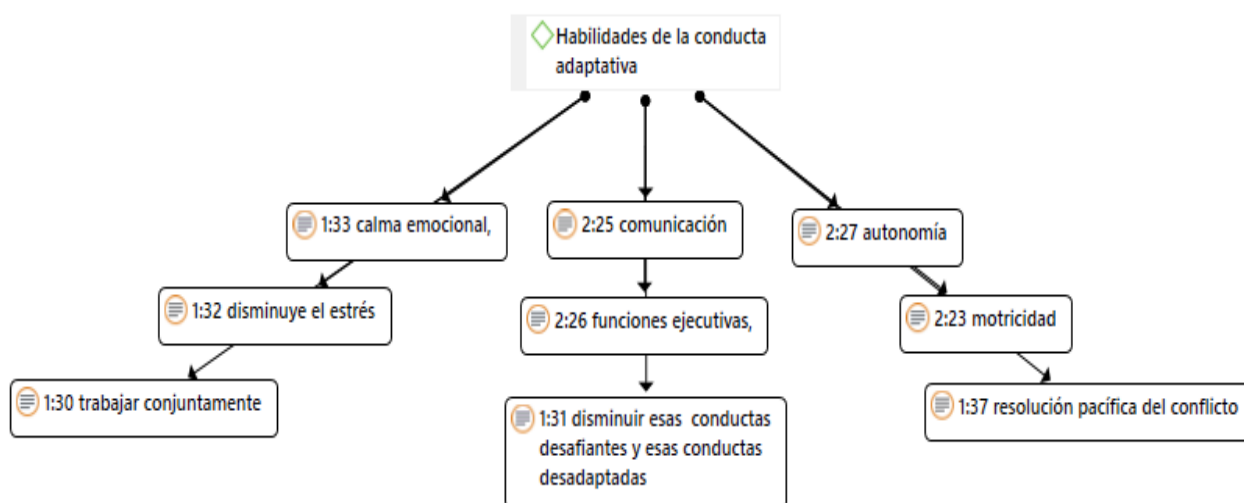 Habilidades de la conducta
adaptativa
1:33 calma emocional,
2:25 comunicación
2:27 autonomía
1:32 disminuye el estrés
2:26 funciones ejecutivas,
2:23 motricidad
1:30 trabajar conjuntamente
1:31 disminuir esas conductas
desafiantes y esas conductas
desadaptadas
1:37 resolución pacífica del conflicto